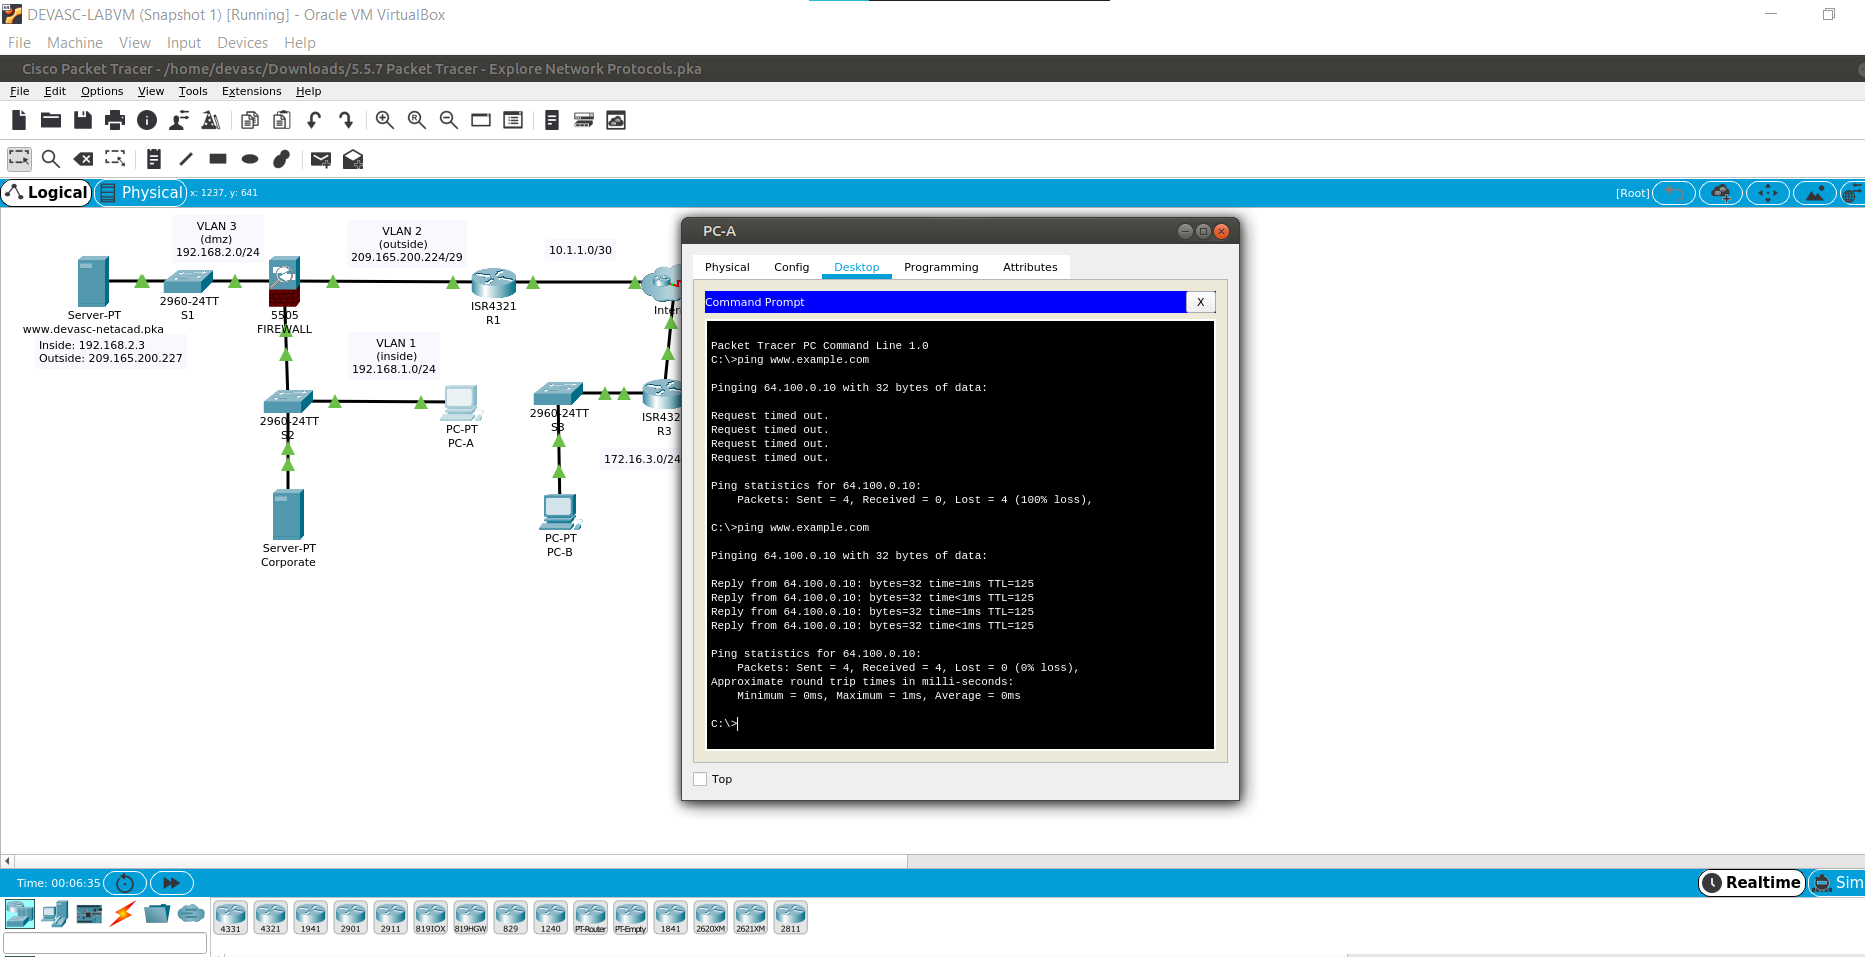 DEVASC-LABVM (Snapshot 1) [Running] - Oracle VM VirtualBox
File Machine View Input Devices Help
Cisco Packet Tracer - /home/devasc/Downloads/5.5.7 Packet Tracer - Explore Network Protocols.pka
File Edit Options View Tools Extensions Help
Logical Physical x: 1237, y: 641 [Root]
VLAN 3
(dmz)
192.168.2.0/24
VLAN 2
(outside)
209.165.200.224/29
10.1.1.0/30
Server-PT
www.devasc-netacad.pka
Inside: 192.168.2.3
Outside: 209.165.200.227
2960-24TT
S1
5505
FIREWALL
ISR4321
R1
Inter
VLAN 1
(inside)
192.168.1.0/24
2960-24TT
S2
PC-PT
PC-A
2960-24TT
S3
ISR432
R3
172.16.3.0/24
Server-PT
Corporate
PC-PT
PC-B
PC-A
Physical Config Desktop Programming Attributes
Command Prompt X
Packet Tracer PC Command Line 1.0
C:\>ping www.example.com
Pinging 64.100.0.10 with 32 bytes of data:
Request timed out.
Request timed out.
Request timed out.
Request timed out.
Ping statistics for 64.100.0.10:
Packets: Sent = 4, Received = 0, Lost = 4 (100% loss),
C:\>ping www.example.com
Pinging 64.100.0.10 with 32 bytes of data:
Reply from 64.100.0.10: bytes=32 time=1ms TTL=125
Reply from 64.100.0.10: bytes=32 time<1ms TTL=125
Reply from 64.100.0.10: bytes=32 time=1ms TTL=125
Reply from 64.100.0.10: bytes=32 time<1ms TTL=125
Ping statistics for 64.100.0.10:
Packets: Sent = 4, Received = 4, Lost = 0 (0% loss),
Approximate round trip times in milli-seconds:
Minimum = 0ms, Maximum = 1ms, Average = 0ms
C:\>
Top
Time: 00:06:35 Realtime Sim
4331 4321 1941 2901 2911 819IOX 819HGW 829 1240 PT-Router PT-Empty 1841 2620XM 2621XM 2811